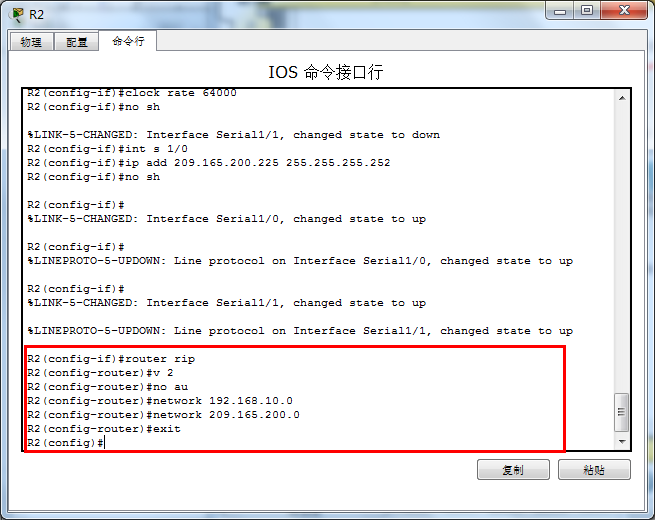 R2
物理
配置
命令行
IOS 命令接口行
R2(config-if)#clock rate 64000
R2(config-if)#no sh
%LINK-5-CHANGED: Interface Serial1/1, changed state to down
R2(config-if)#int s 1/0
R2(config-if)#ip add 209.165.200.225 255.255.255.252
R2(config-if)#no sh
R2(config-if)#
%LINK-5-CHANGED: Interface Serial1/0, changed state to up
R2(config-if)#
%LINEPROTO-5-UPDOWN: Line protocol on Interface Serial1/0, changed state to up
R2(config-if)#
%LINK-5-CHANGED: Interface Serial1/1, changed state to up
%LINEPROTO-5-UPDOWN: Line protocol on Interface Serial1/1, changed state to up
R2(config-if)#router rip
R2(config-router)#v 2
R2(config-router)#no au
R2(config-router)#network 192.168.10.0
R2(config-router)#network 209.165.200.0
R2(config-router)#exit
R2(config)#
复制
粘贴